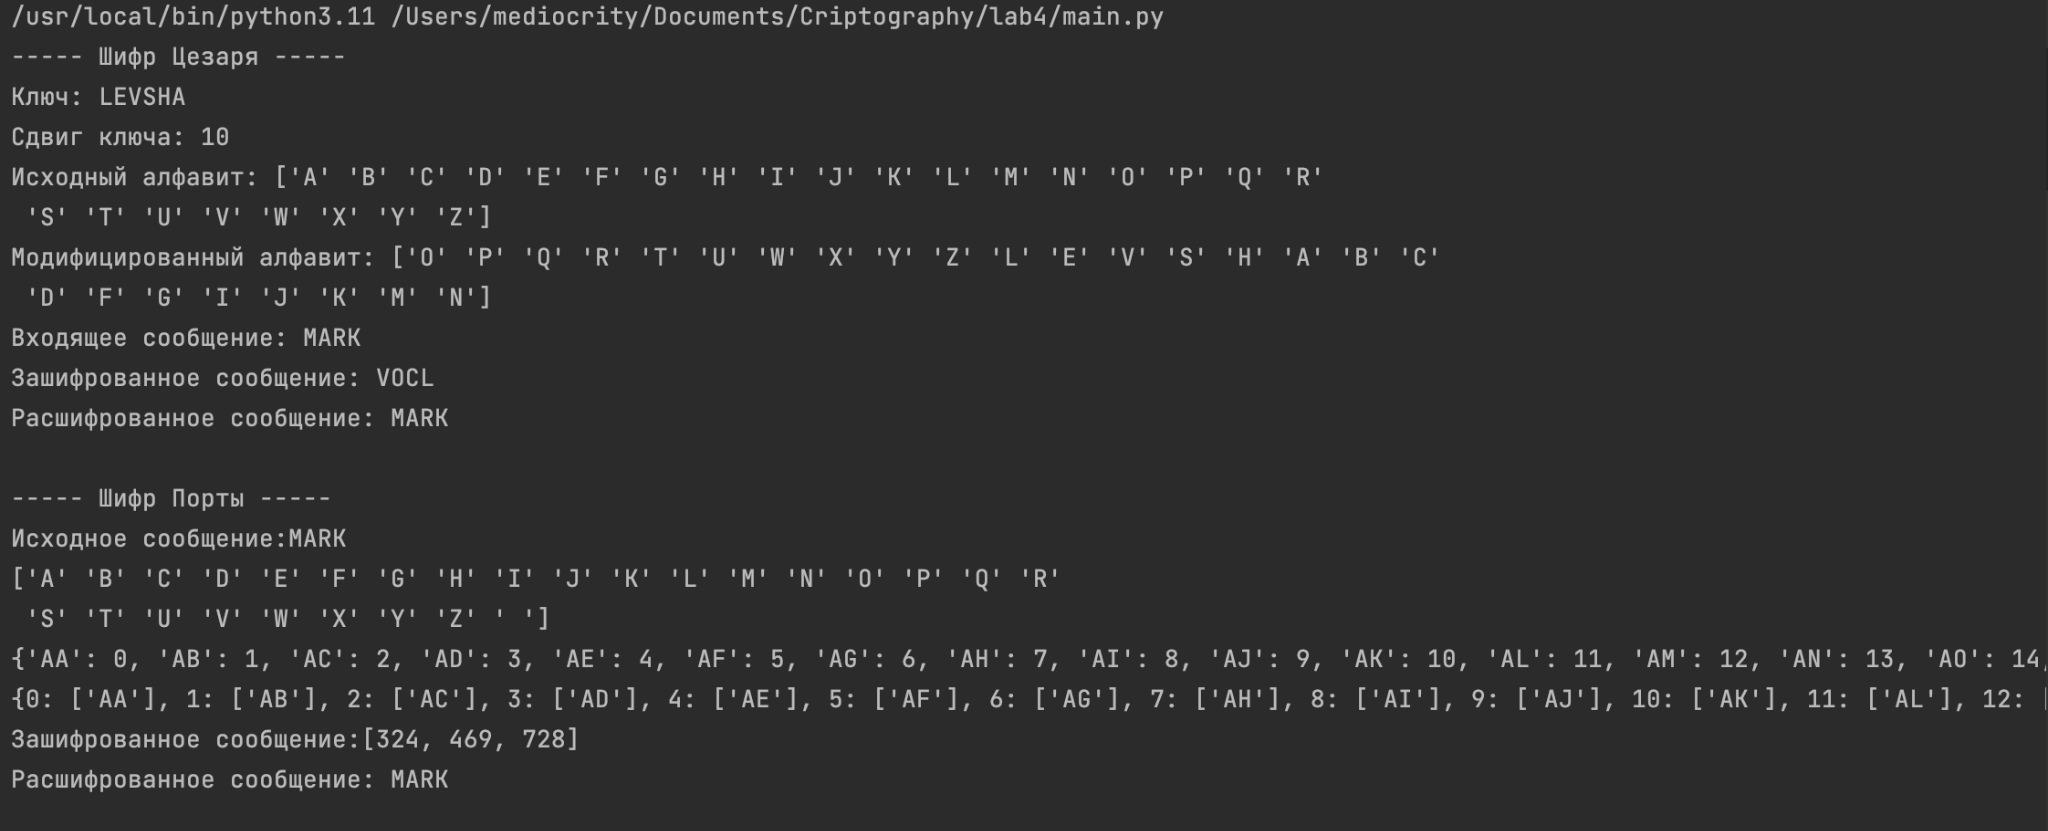 /usr/local/bin/python3.11 /Users/mediocrity/Documents/Criptography/lab4/main.py
----- Шифр Цезаря -----
Ключ: LEVSHA
Сдвиг ключа: 10
Исходный алфавит: ['A' 'B' 'C' 'D' 'E' 'F' 'G' 'H' 'I' 'J' 'K' 'L' 'M' 'N' 'O' 'P' 'Q' 'R'
 'S' 'T' 'U' 'V' 'W' 'X' 'Y' 'Z']
Модифицированный алфавит: ['O' 'P' 'Q' 'R' 'T' 'U' 'W' 'X' 'Y' 'Z' 'L' 'E' 'V' 'S' 'H' 'A' 'B' 'C'
 'D' 'F' 'G' 'I' 'J' 'K' 'M' 'N']
Входящее сообщение: MARK
Зашифрованное сообщение: VOCL
Расшифрованное сообщение: MARK
----- Шифр Порты -----
Исходное сообщение:MARK
['A' 'B' 'C' 'D' 'E' 'F' 'G' 'H' 'I' 'J' 'K' 'L' 'M' 'N' 'O' 'P' 'Q' 'R'
 'S' 'T' 'U' 'V' 'W' 'X' 'Y' 'Z' ' ']
{'AA': 0, 'AB': 1, 'AC': 2, 'AD': 3, 'AE': 4, 'AF': 5, 'AG': 6, 'AH': 7, 'AI': 8, 'AJ': 9, 'AK': 10, 'AL': 11, 'AM': 12, 'AN': 13, 'AO': 14,
{0: ['AA'], 1: ['AB'], 2: ['AC'], 3: ['AD'], 4: ['AE'], 5: ['AF'], 6: ['AG'], 7: ['AH'], 8: ['AI'], 9: ['AJ'], 10: ['AK'], 11: ['AL'], 12: [
Зашифрованное сообщение:[324, 469, 728]
Расшифрованное сообщение: MARK